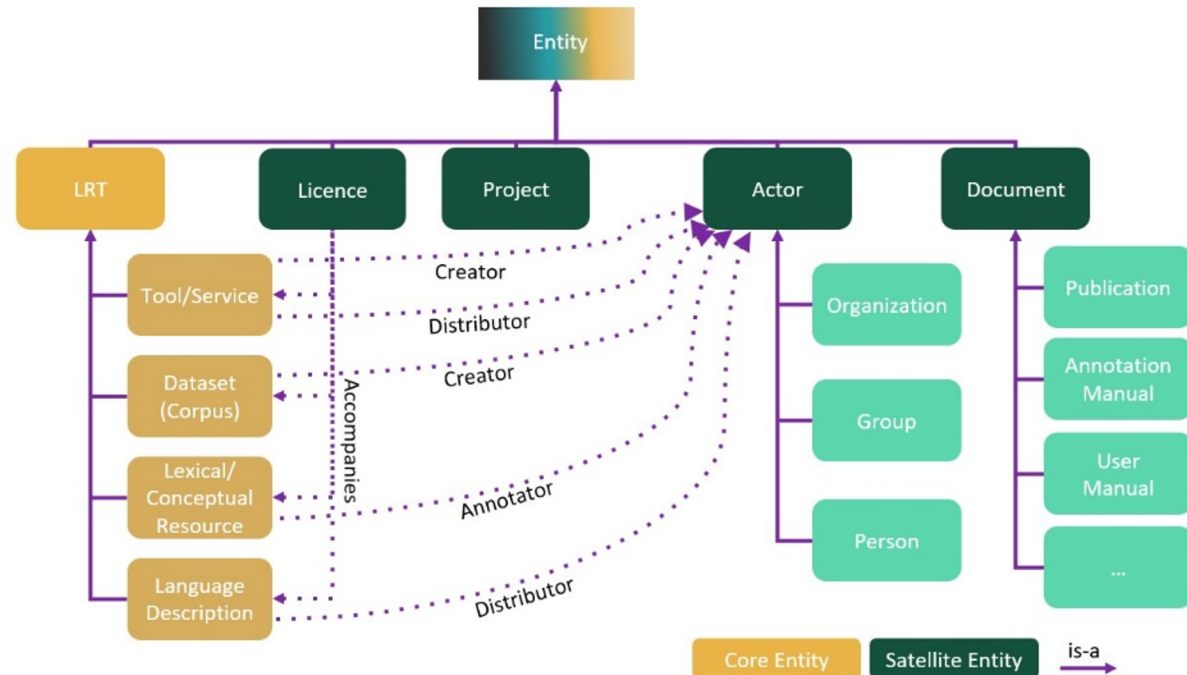 Entity
LRT
Licence
Project
Actor
Document
Tool/Service
Creator
Distributor
Organization
Publication
Dataset
(Corpus)
Creator
Accompanies
Group
Annotation
Manual
Lexical/
Conceptual
Resource
Annotator
Person
User
Manual
Language
Description
Distributor
...
Core Entity
Satellite Entity
is-a